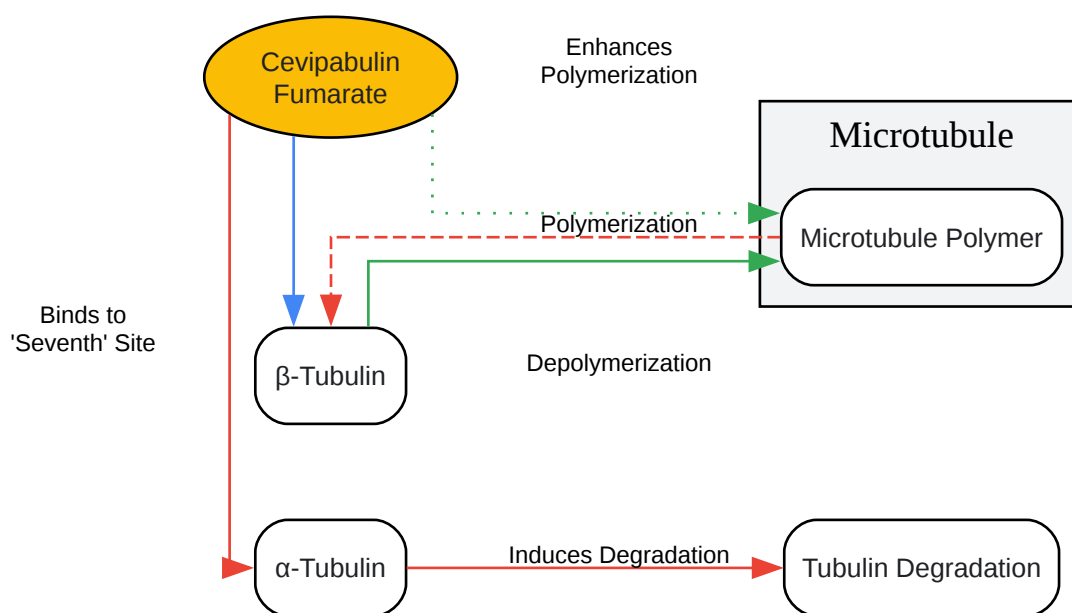 Cevipabulin
Fumarate
Enhances
Polymerization
Microtubule
Polymerization
Microtubule Polymer
Binds to
'Seventh' Site
β-Tubulin
Depolymerization
α-Tubulin
Induces Degradation
Tubulin Degradation